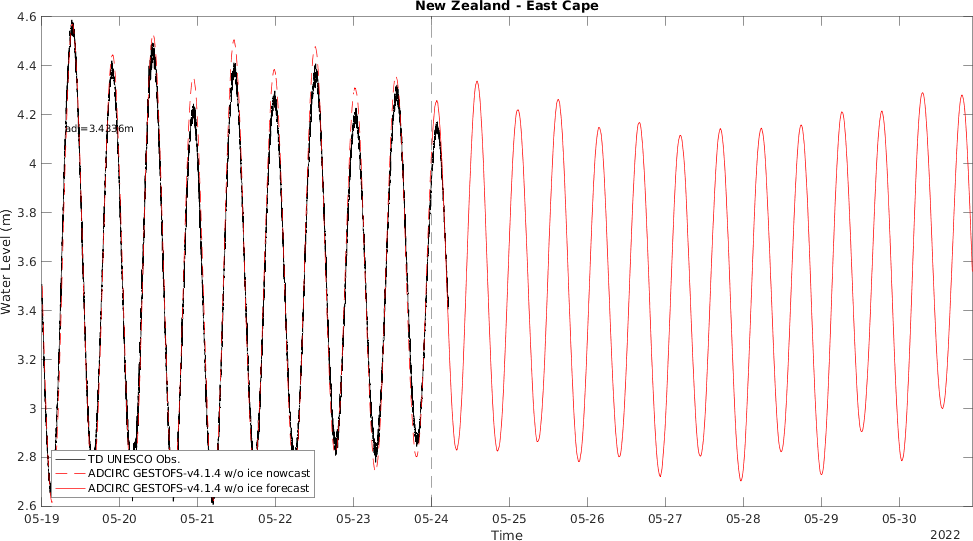 New Zealand - East Cape
4.6
4.4
4.2
adj=3.4336m
4
3.8
3.6
3.4
3.2
3
2.8
2.6
Water Level (m)
TD UNESCO Obs.
ADCIRC GESTOFS-v4.1.4 w/o ice nowcast
ADCIRC GESTOFS-v4.1.4 w/o ice forecast
05-19 05-20 05-21 05-22 05-23 05-24 05-25 05-26 05-27 05-28 05-29 05-30
Time
2022